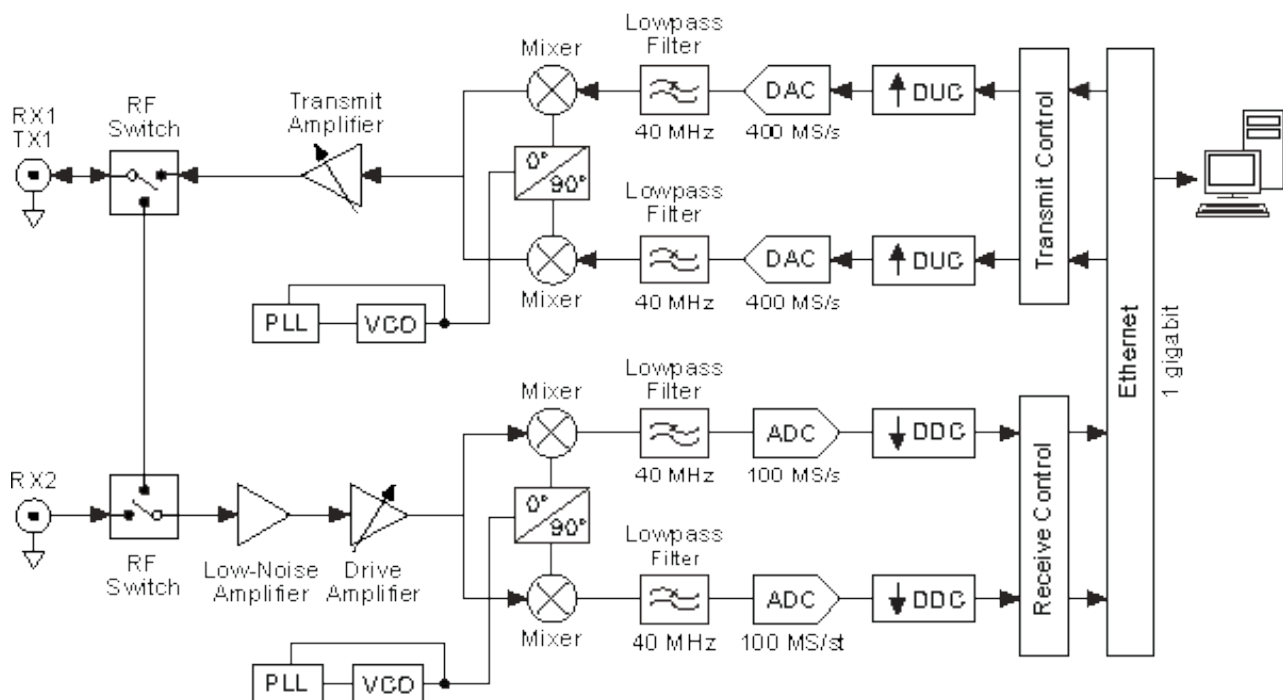 Lowpass
Filter
Mixer
DAC
DUC
40 MHz
400 MS/s
RX1
TX1
RF
Switch
Transmit
Amplifier
0°
90°
Transmit Control
Lowpass
Filter
DAC
DUC
Mixer
40 MHz
400 MS/s
PLL
VCO
Ethernet
1 gigabit
Lowpass
Filter
Mixer
ADC
DDC
40 MHz
100 MS/s
RX2
0°
90°
Receive Control
RF
Switch
Low-Noise
Amplifier
Drive
Amplifier
Lowpass
Filter
ADC
DDC
Mixer
40 MHz
100 MS/st
PLL
VCO